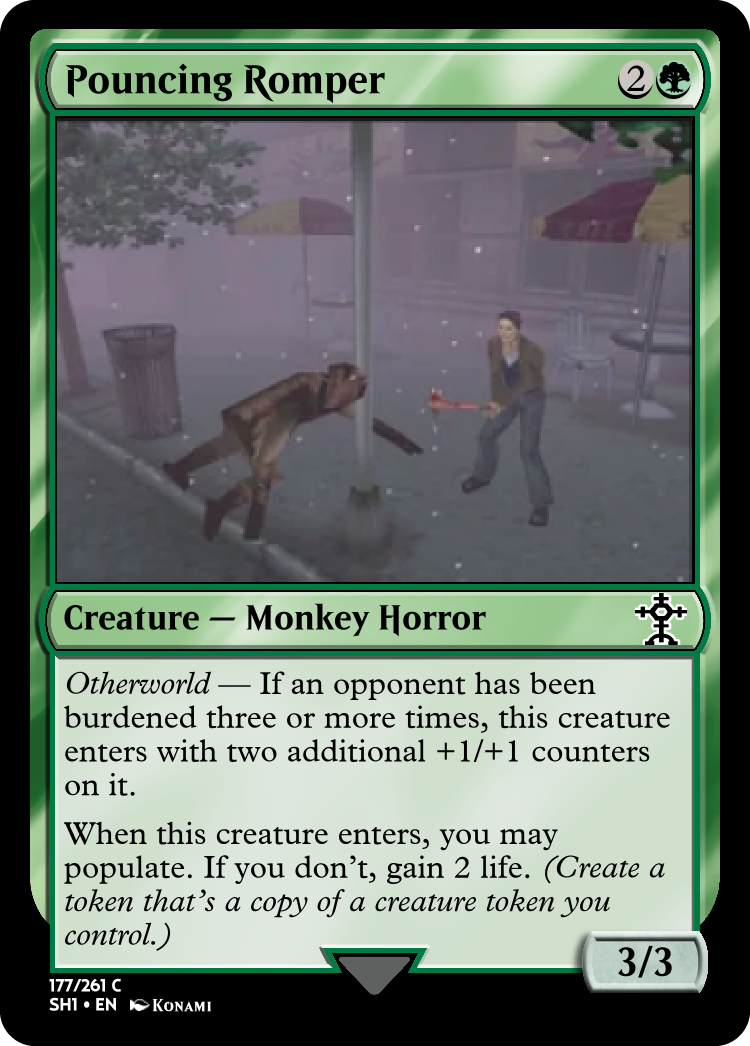 Pouncing Romper 2
Creature — Monkey Horror
Otherworld — If an opponent has been
burdened three or more times, this creature
enters with two additional +1/+1 counters
on it.
When this creature enters, you may
populate. If you don't, gain 2 life. (Create a
token that's a copy of a creature token you
control.)
3/3
177/261 C
SH1 • EN KONAMI